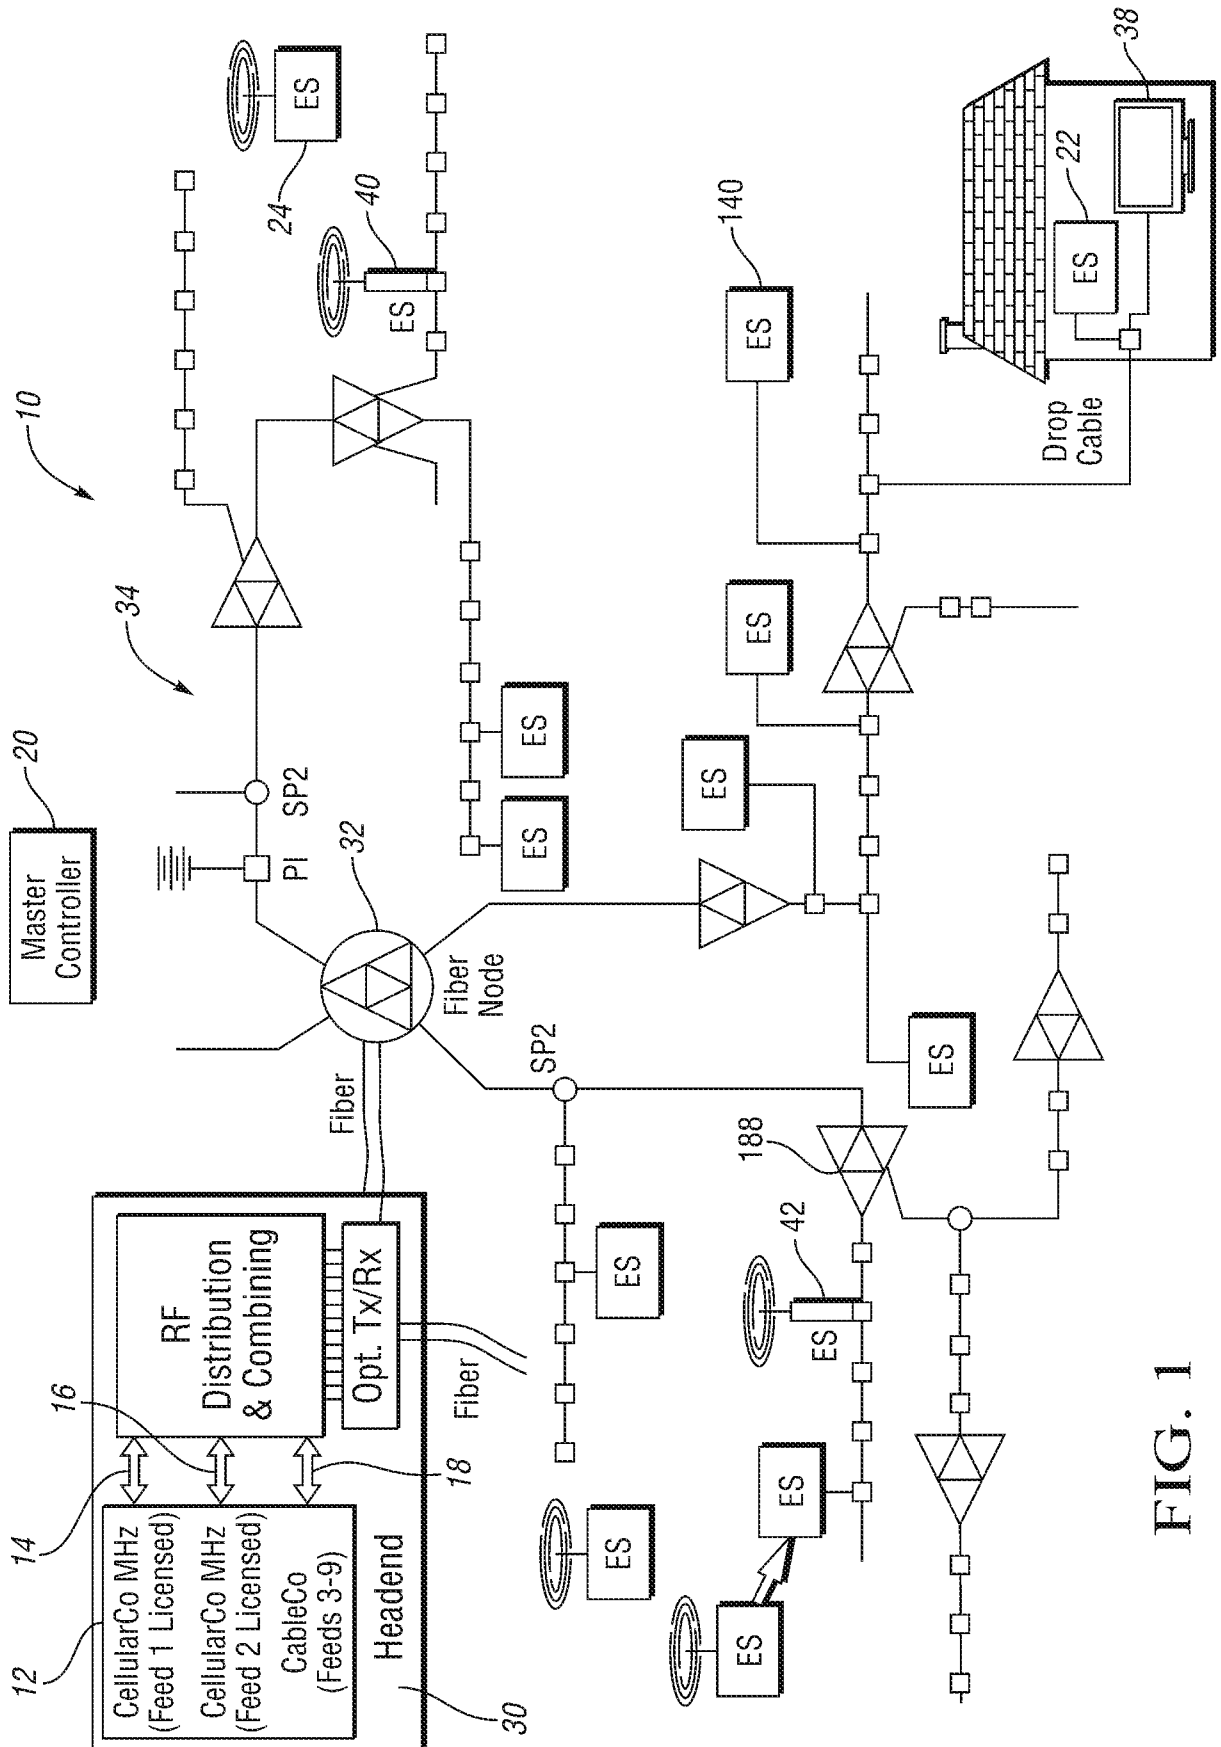 12
14
16
18
CellularCo MHz
(Feed 1 Licensed)
CellularCo MHz
(Feed 2 Licensed)
CableCo
(Feeds 3-9)
Headend
30
RF
Distribution
& Combining
Opt. Tx/Rx
Fiber
Fiber
Master
Controller
20
34
10
PI
SP2
32
Fiber
Node
SP2
ES
24
ES
40
ES
ES
ES
ES
ES
140
ES
Drop
Cable
ES
22
38
ES
188
ES
42
ES
ES
ES
ES
FIG. 1